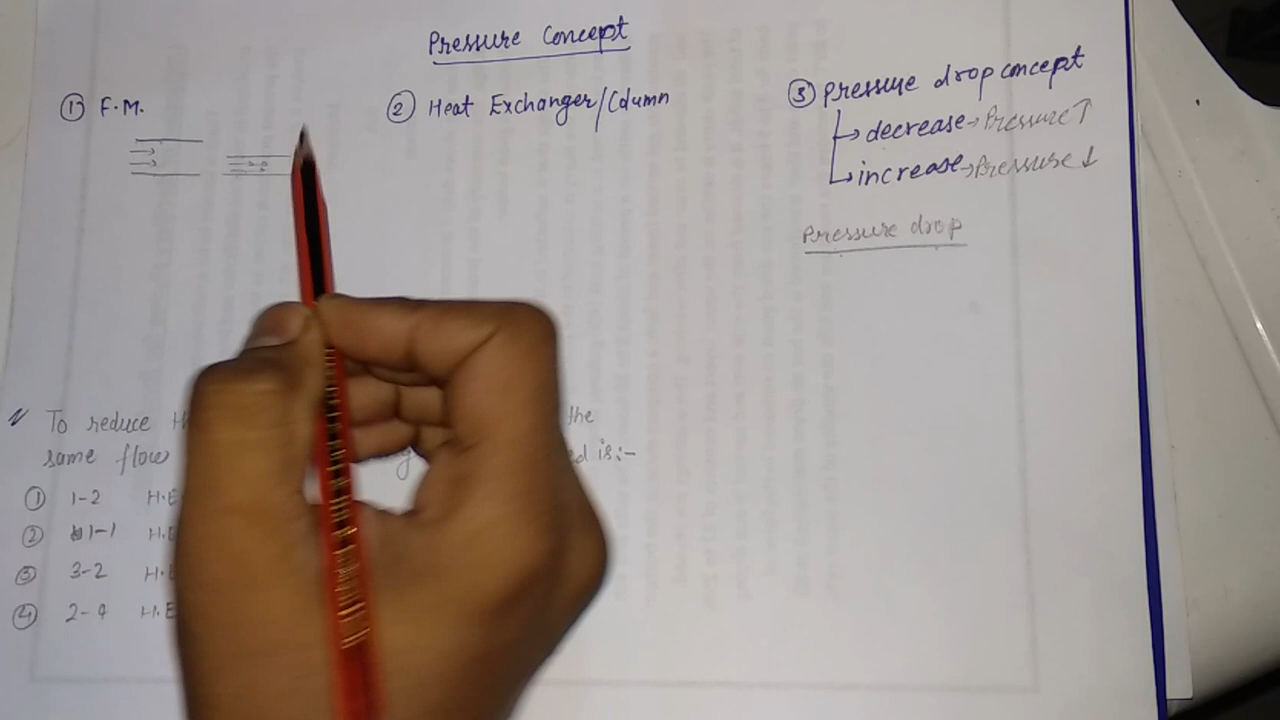 Pressure Concept
① F.M.
② Heat Exchanger/Column
③ Pressure drop concept
→ decrease → Pressure ↑
→ increase → Pressure ↓
Pressure drop
To reduce the
same flow is:-
① 1-2 H.E
② 1-1 H.E
③ 3-2 H.E
④ 2-4 H.E